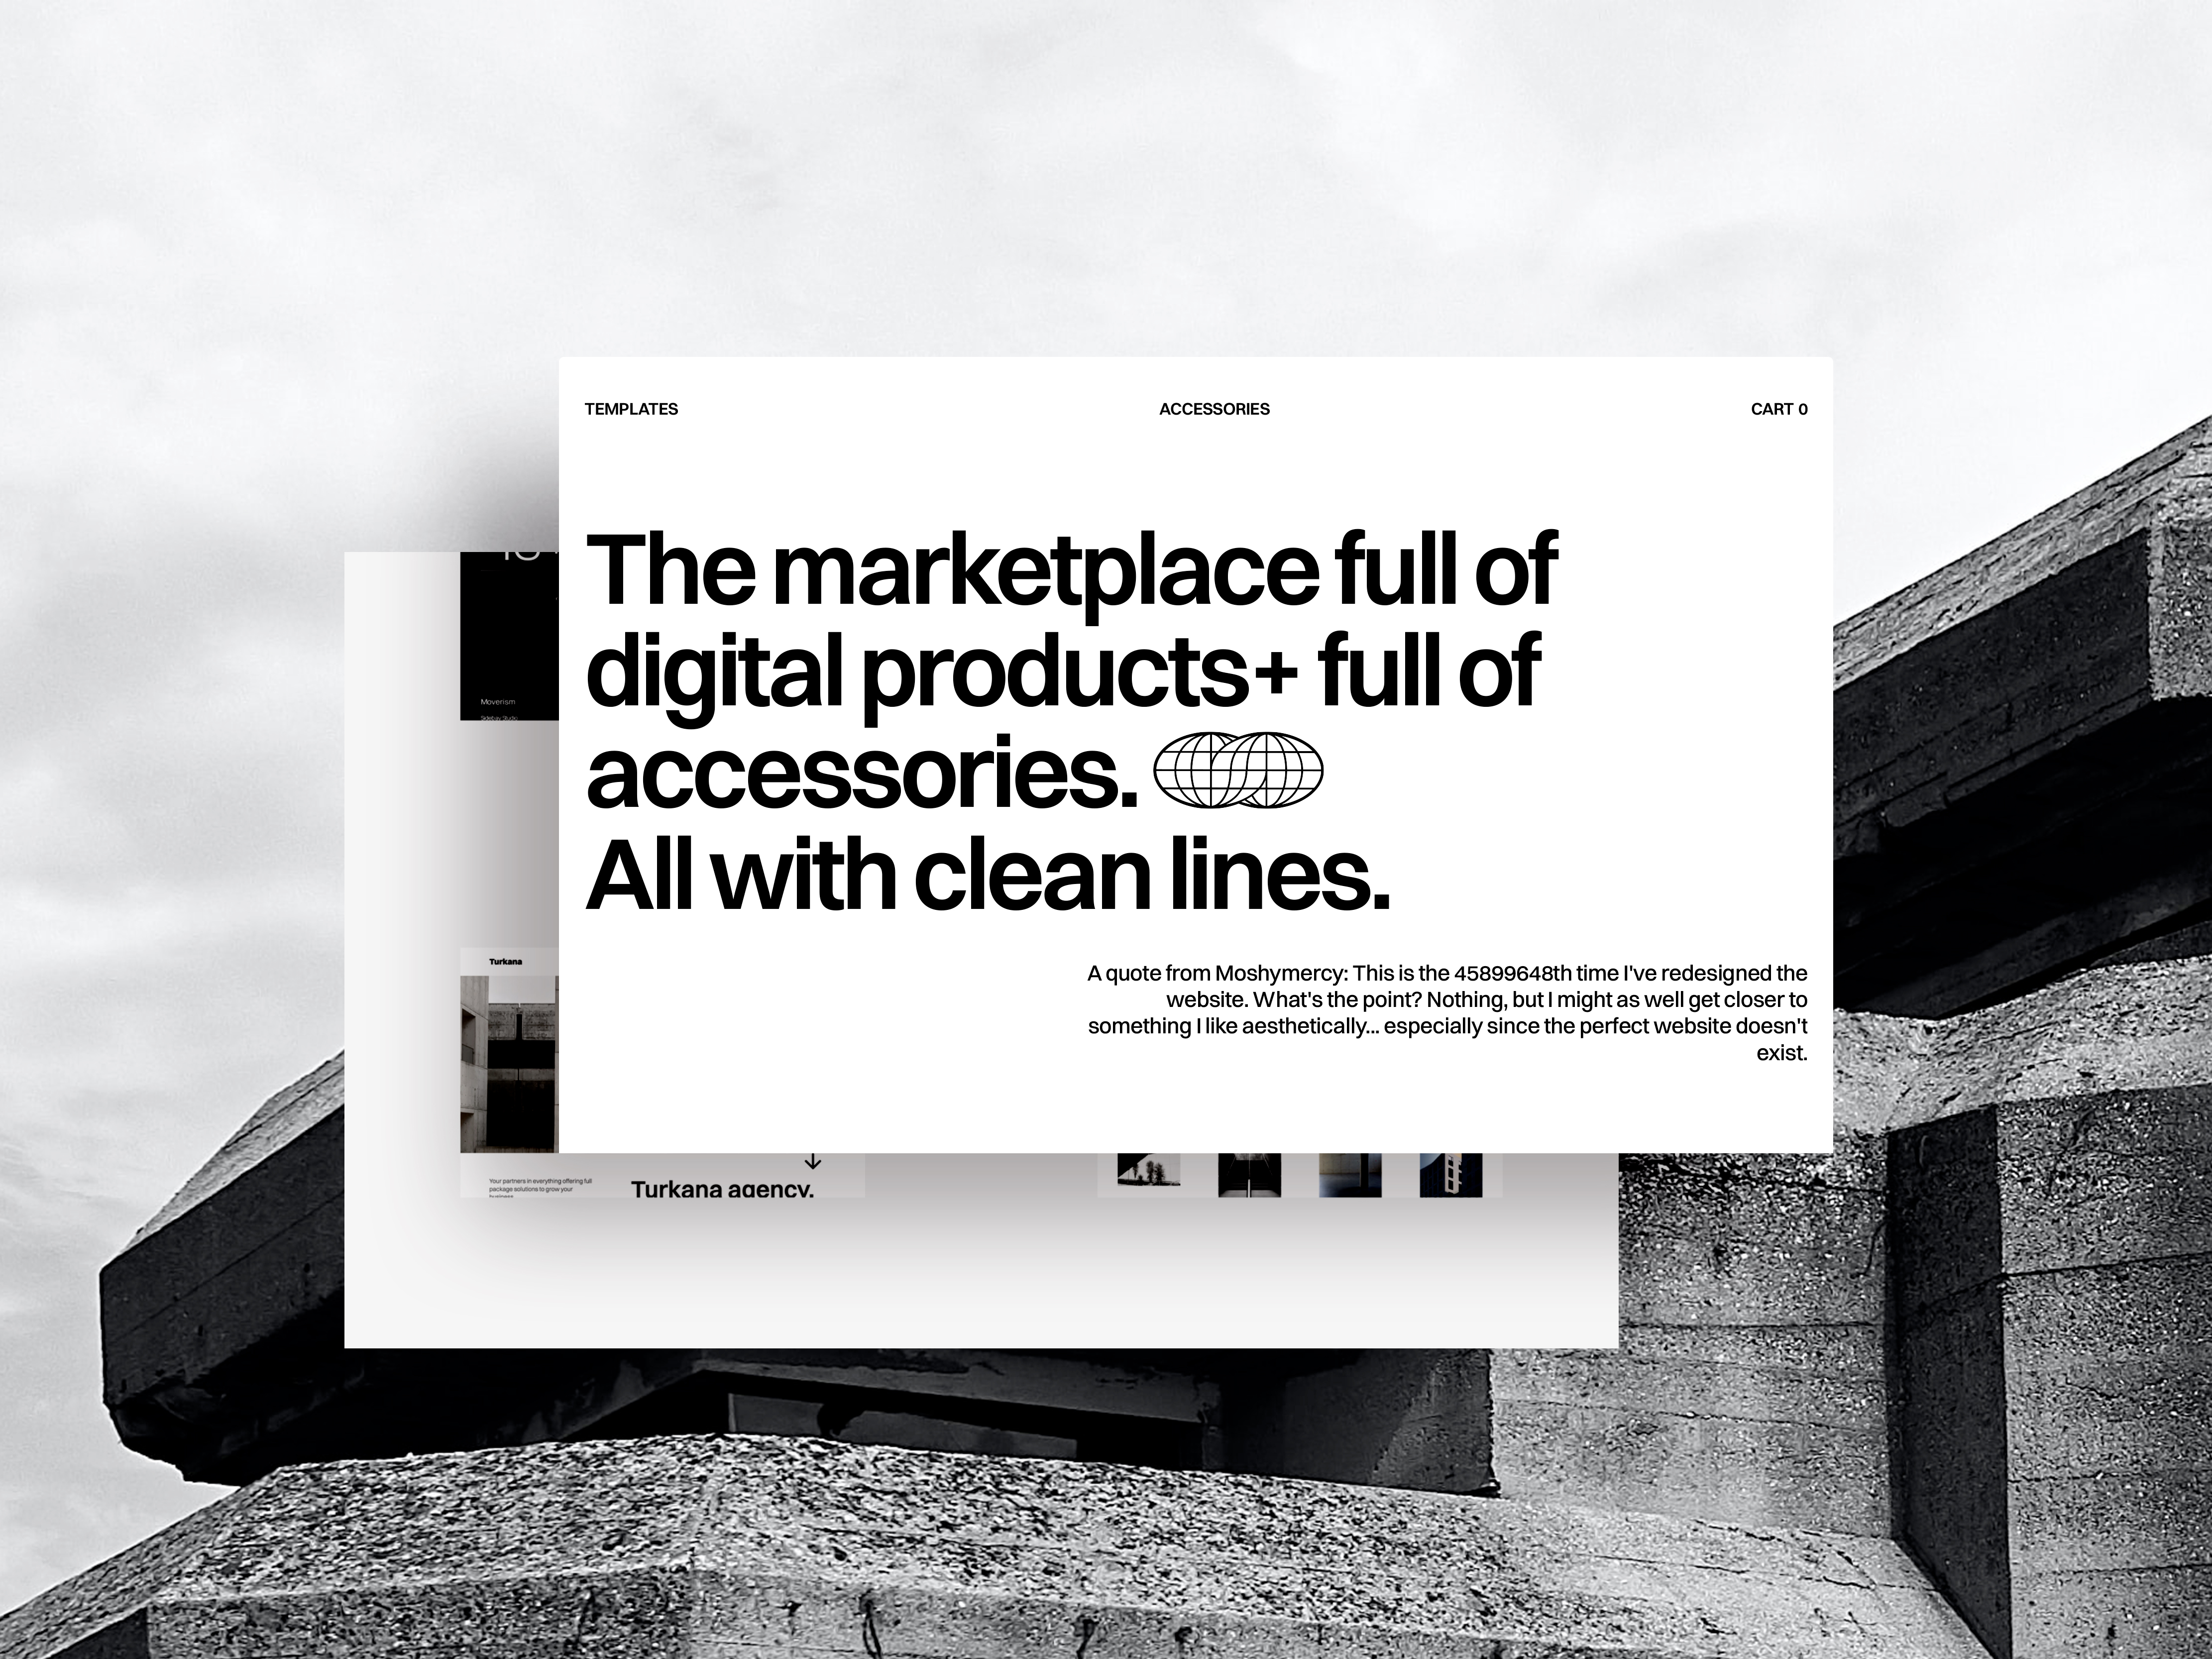 TEMPLATES
ACCESSORIES
CART 0
The marketplace full of
digital products+ full of
accessories.
All with clean lines.
A quote from Moshymercy: This is the 45899648th time I've redesigned the
website. What's the point? Nothing, but I might as well get closer to
something I like aesthetically... especially since the perfect website doesn't
exist.
Moverism
Sidebay Studio
Turkana
Your partners in everything offering full
package solutions to grow your
Turkana agency.